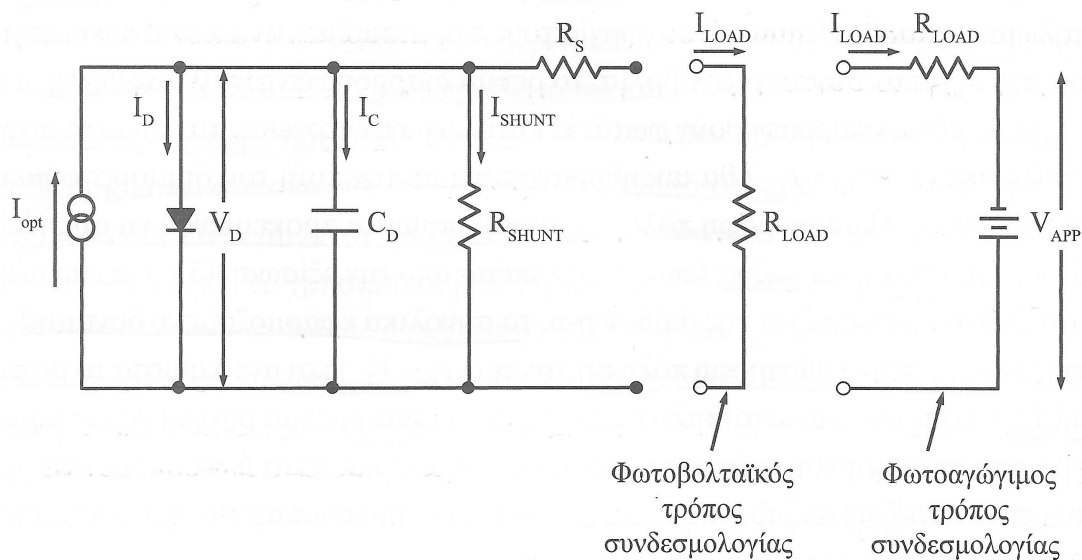 R_S
I_LOAD
I_LOAD
R_LOAD
I_D
I_C
I_SHUNT
I_opt
V_D
C_D
R_SHUNT
R_LOAD
V_APP
Φωτοβολταϊκός
τρόπος
συνδεσμολογίας
Φωτοαγώγιμος
τρόπος
συνδεσμολογίας